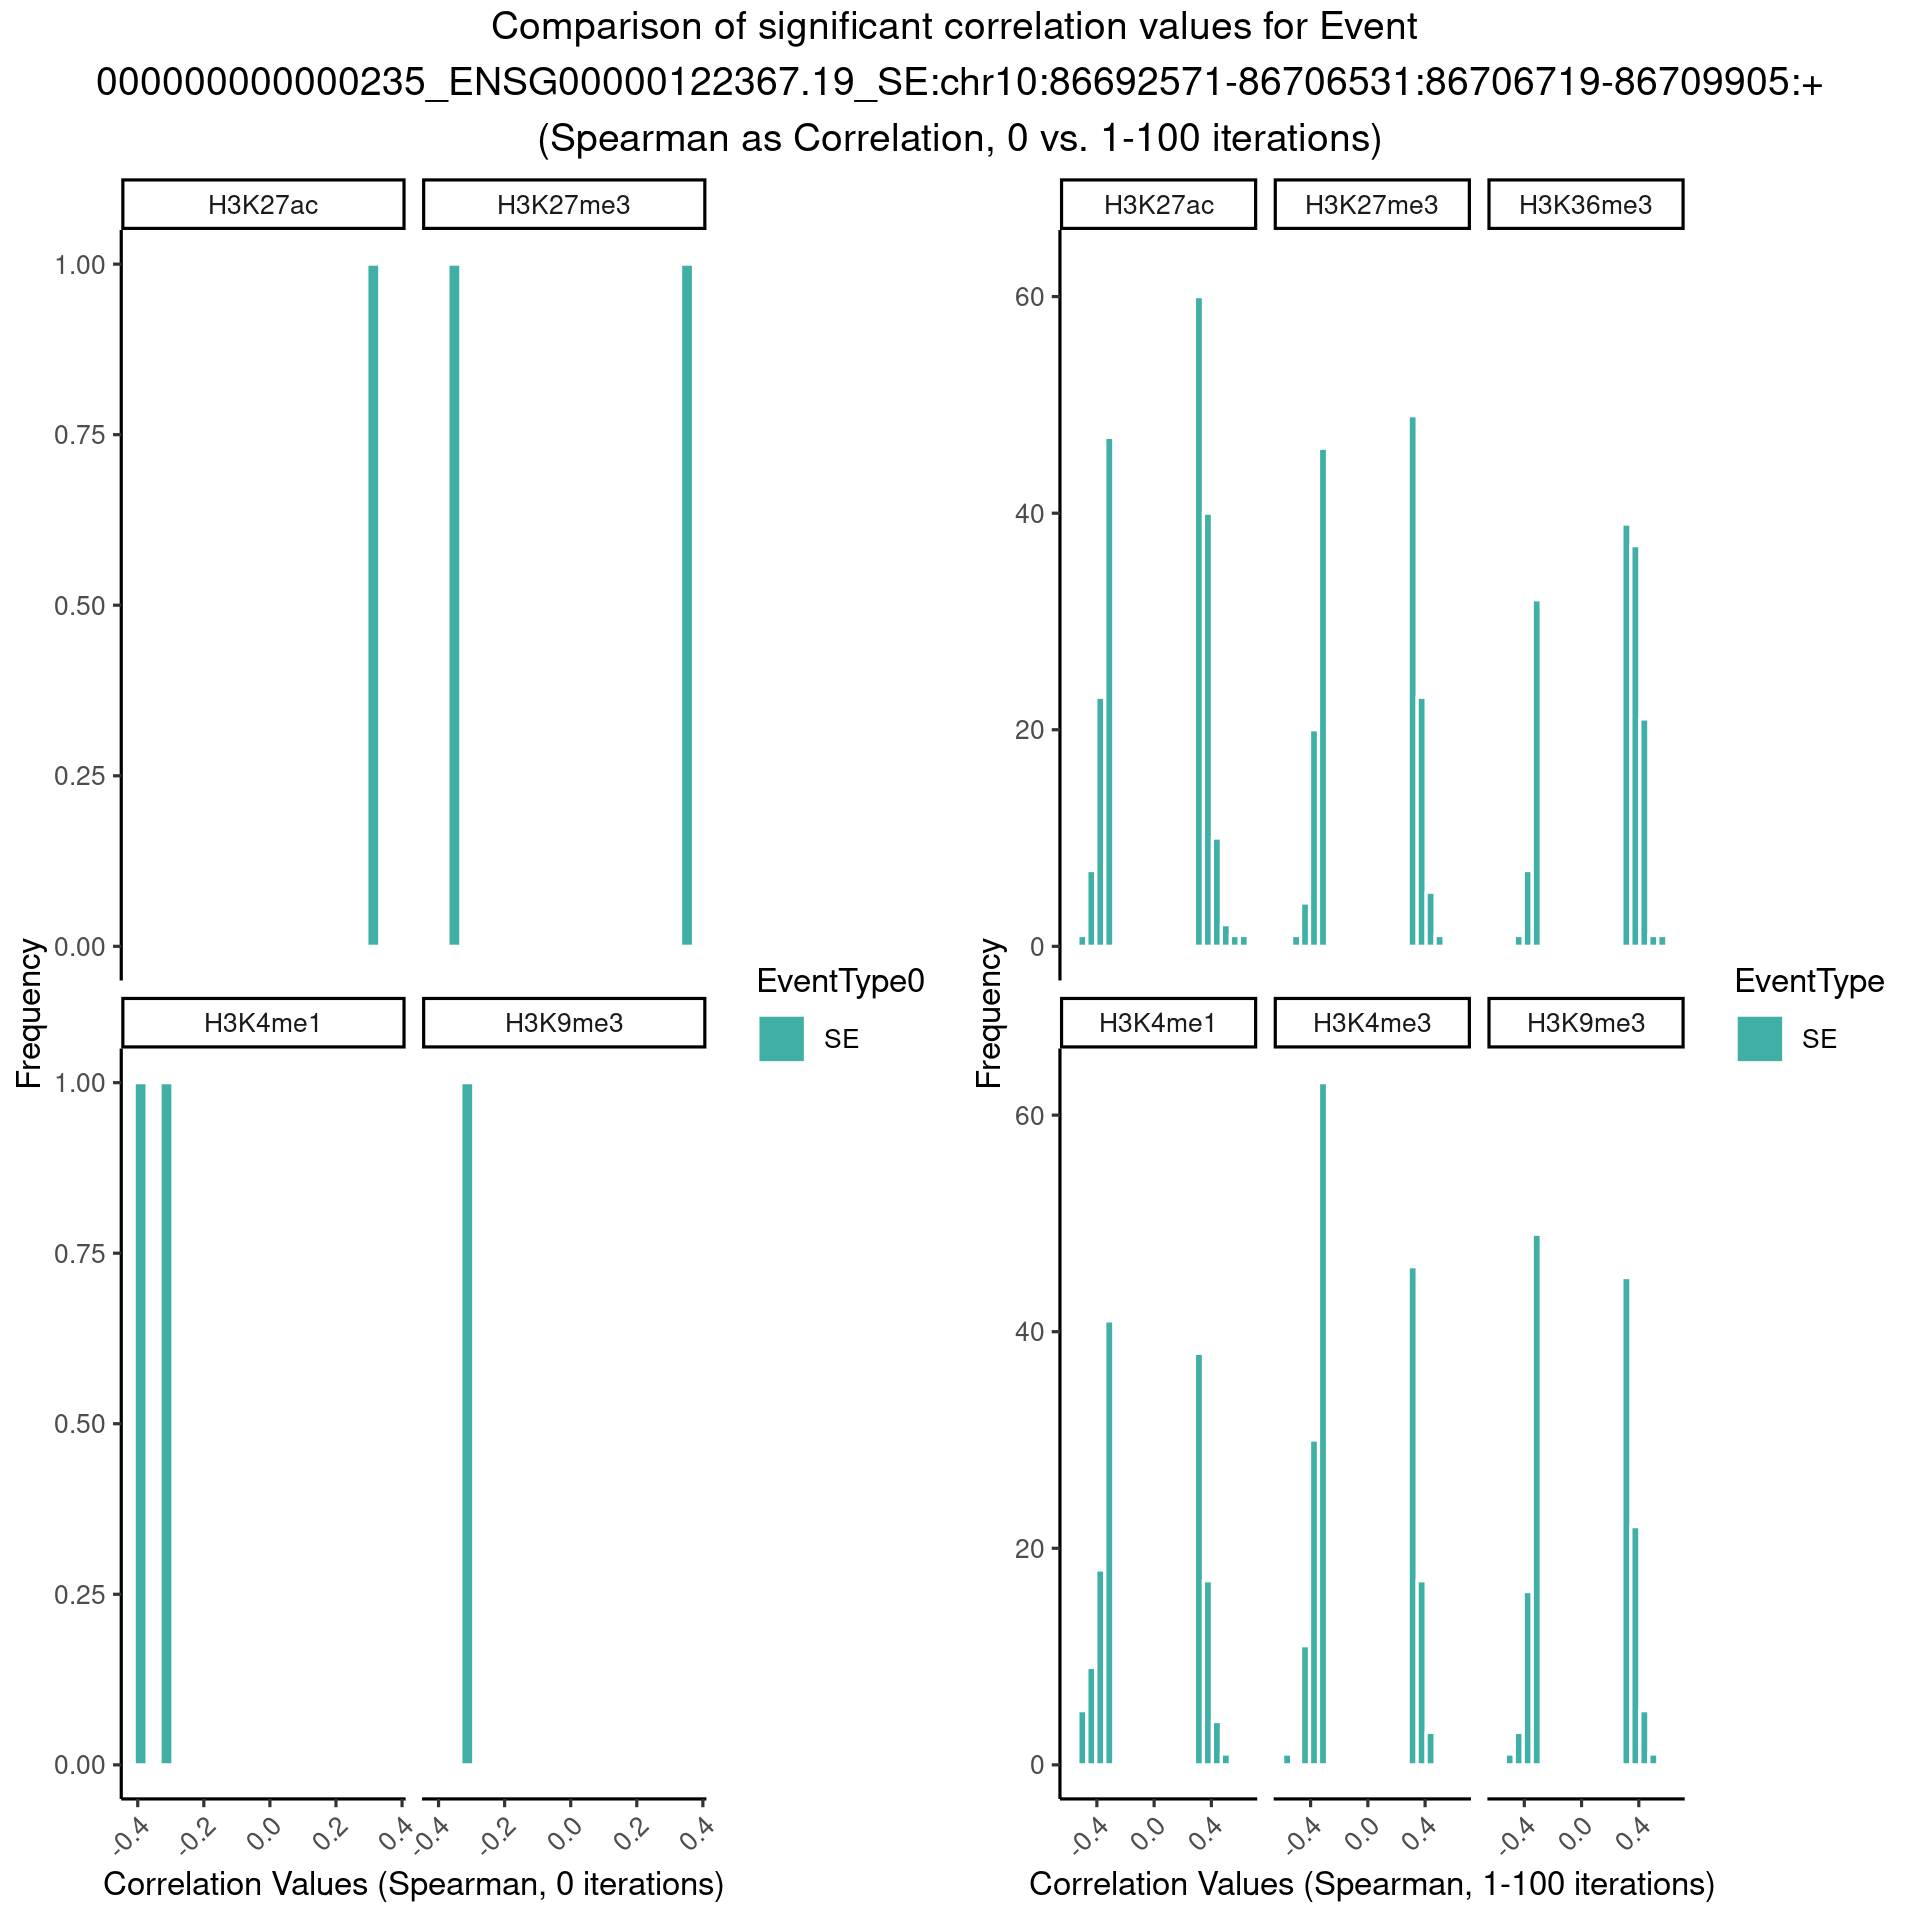 Comparison of significant correlation values for Event
000000000000235_ENSG00000122367.19_SE:chr10:86692571-86706531:86706719-86709905:+
(Spearman as Correlation, 0 vs. 1-100 iterations)
H3K27ac
H3K27me3
1.00
0.75
0.50
0.25
0.00
H3K4me1
H3K9me3
1.00
0.75
0.50
0.25
0.00
-0.4
-0.2
0.0
0.2
0.4
-0.4
-0.2
0.0
0.2
0.4
Frequency
Correlation Values (Spearman, 0 iterations)
EventType0
SE
H3K27ac
H3K27me3
H3K36me3
60
40
20
0
H3K4me1
H3K4me3
H3K9me3
60
40
20
0
-0.4
0.0
0.4
-0.4
0.0
0.4
-0.4
0.0
0.4
Frequency
Correlation Values (Spearman, 1-100 iterations)
EventType
SE